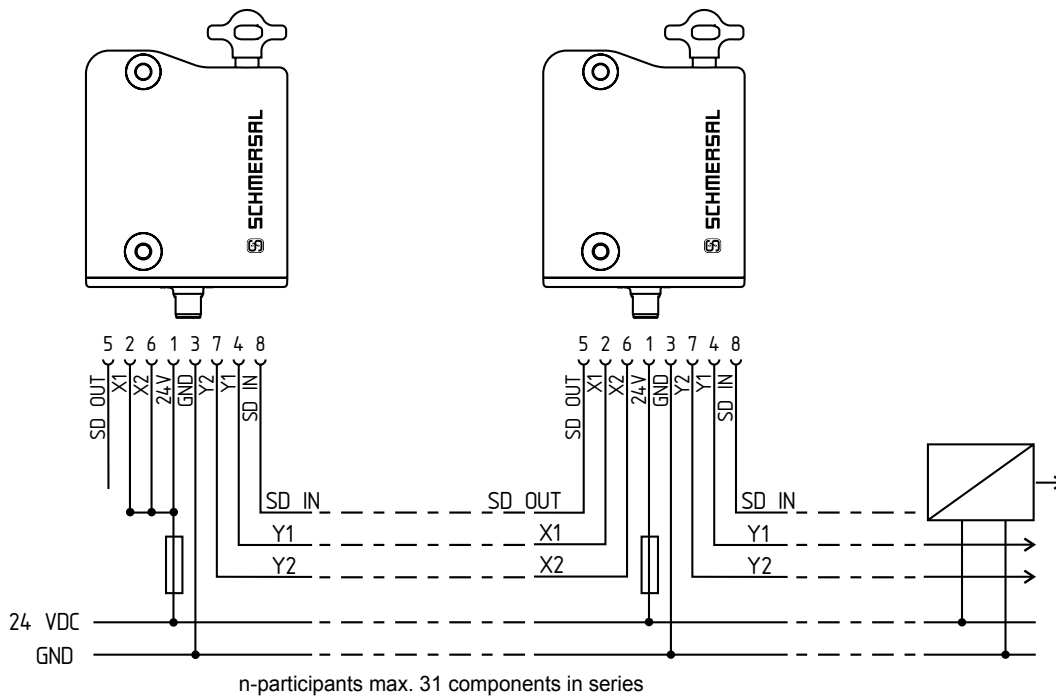 SCHMERSAL
SCHMERSAL
5 2 6 1 3 7 4 8
5 2 6 1 3 7 4 8
SD OUT
X1
X2
24V
GND
Y2
Y1
SD IN
SD OUT
X1
X2
24V
GND
Y2
Y1
SD IN
SD IN
SD OUT
SD IN
Y1
X1
Y1
Y2
X2
Y2
24 VDC
GND
n-participants max. 31 components in series